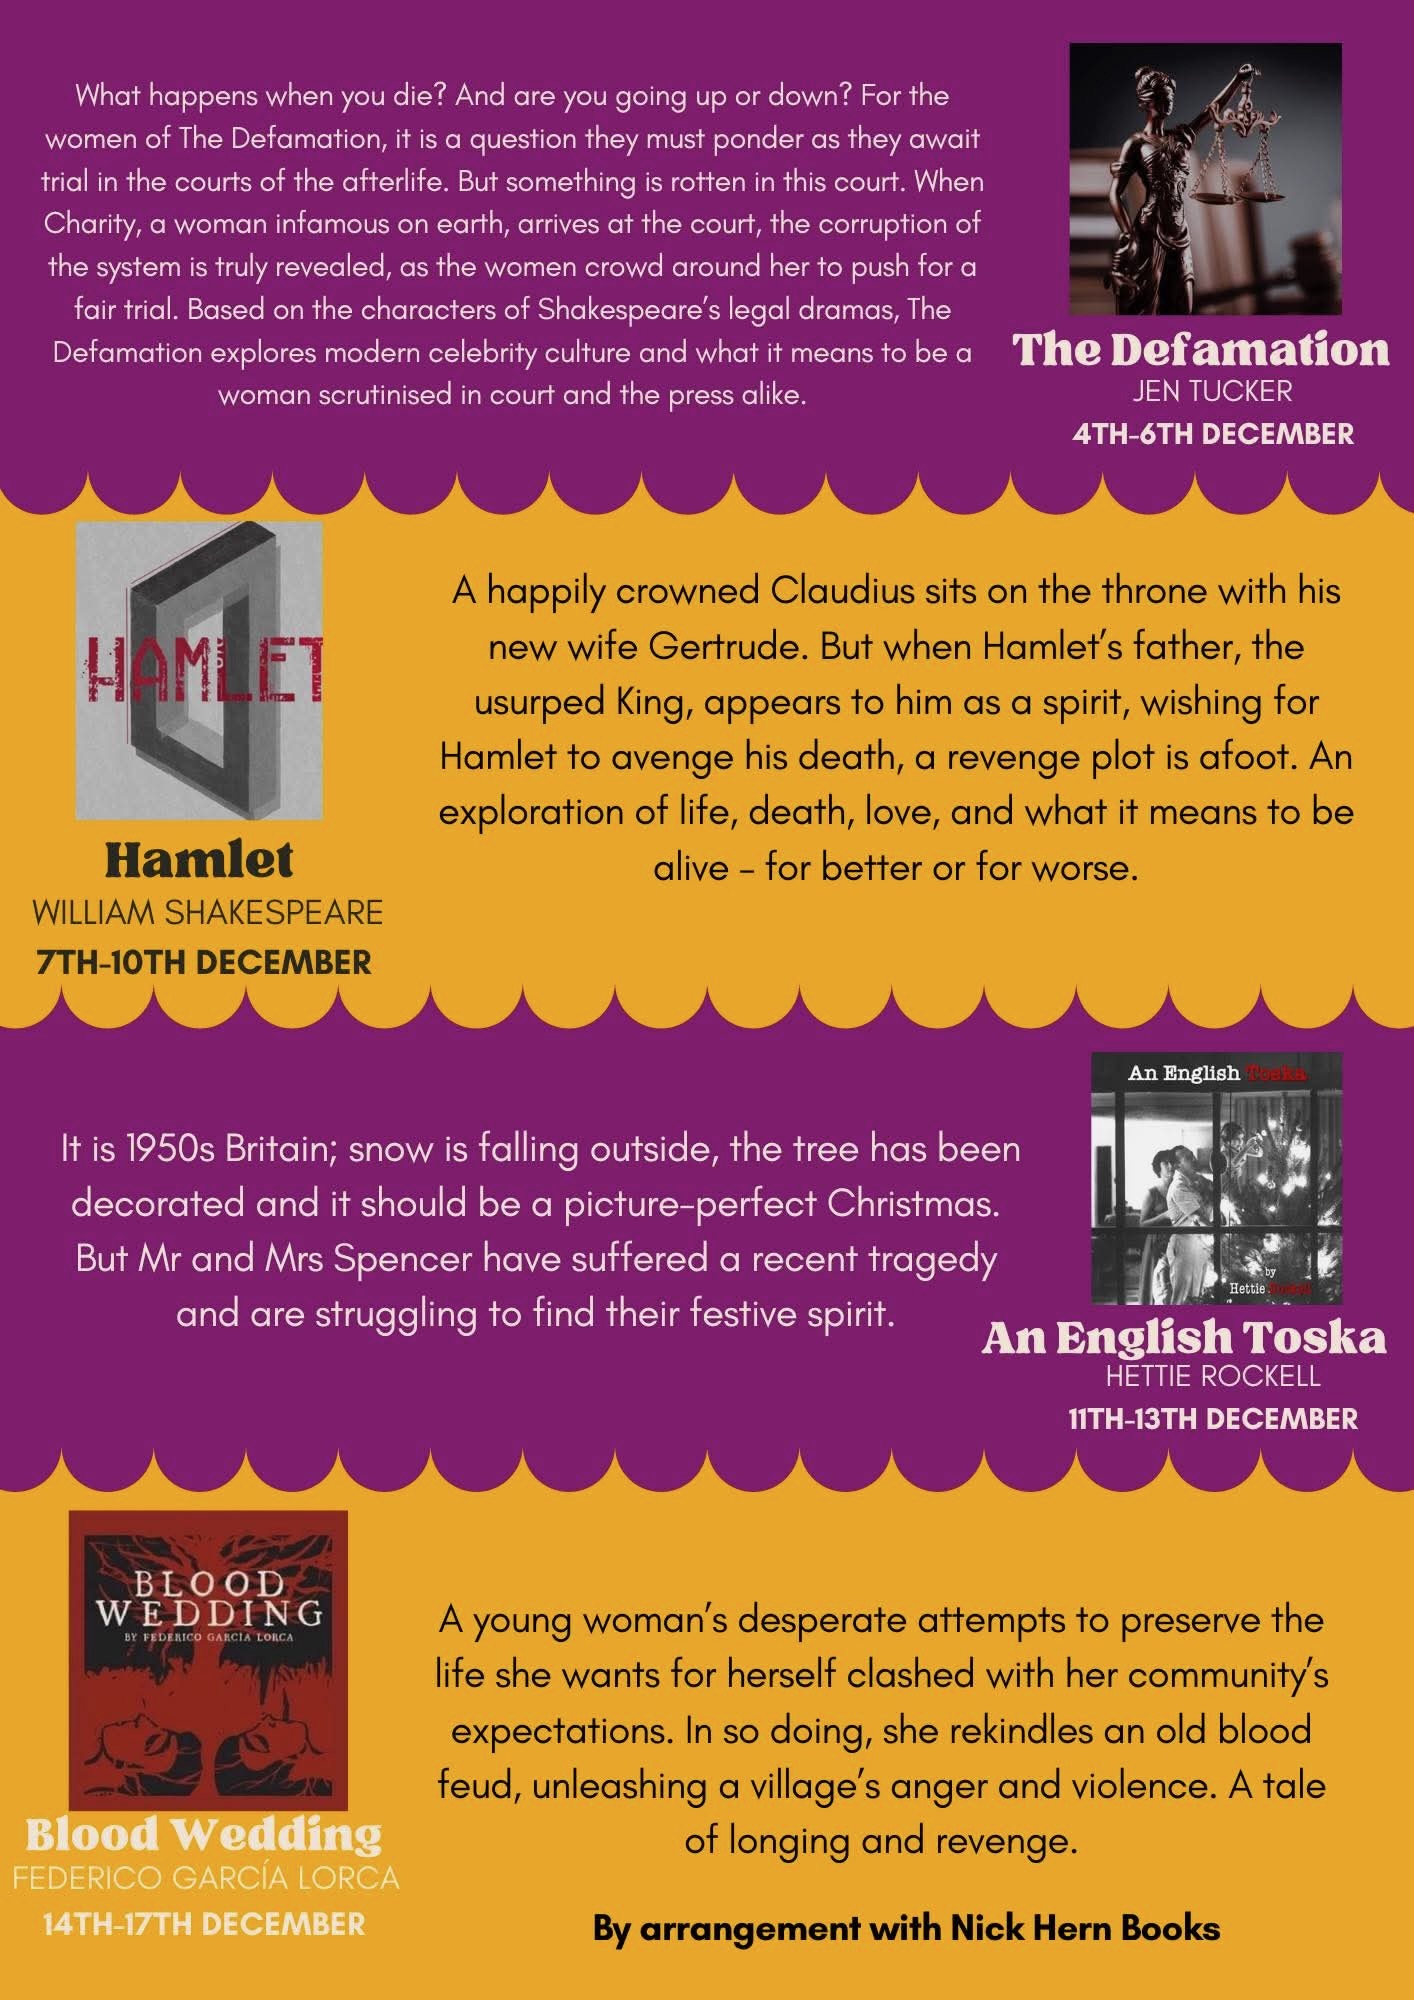 What happens when you die? And are you going up or down? For the
women of The Defamation, it is a question they must ponder as they await
trial in the courts of the afterlife. But something is rotten in this court. When
Charity, a woman infamous on earth, arrives at the court, the corruption of
the system is truly revealed, as the women crowd around her to push for a
fair trial. Based on the characters of Shakespeare's legal dramas, The
Defamation explores modern celebrity culture and what it means to be a
woman scrutinised in court and the press alike.
The Defamation
JEN TUCKER
4TH-6TH DECEMBER
HAMLET
Hamlet
WILLIAM SHAKESPEARE
7TH-10TH DECEMBER
A happily crowned Claudius sits on the throne with his
new wife Gertrude. But when Hamlet's father, the
usurped King, appears to him as a spirit, wishing for
Hamlet to avenge his death, a revenge plot is afoot. An
exploration of life, death, love, and what it means to be
alive - for better or for worse.
It is 1950s Britain; snow is falling outside, the tree has been
decorated and it should be a picture-perfect Christmas.
But Mr and Mrs Spencer have suffered a recent tragedy
and are struggling to find their festive spirit.
An English Toska
by
Hettie Rockell
An English Toska
HETTIE ROCKELL
11TH-13TH DECEMBER
BLOOD
WEDDING
BY FEDERICO GARCÍA LORCA
Blood Wedding
FEDERICO GARCÍA LORCA
14TH-17TH DECEMBER
A young woman's desperate attempts to preserve the
life she wants for herself clashed with her community's
expectations. In so doing, she rekindles an old blood
feud, unleashing a village's anger and violence. A tale
of longing and revenge.
By arrangement with Nick Hern Books